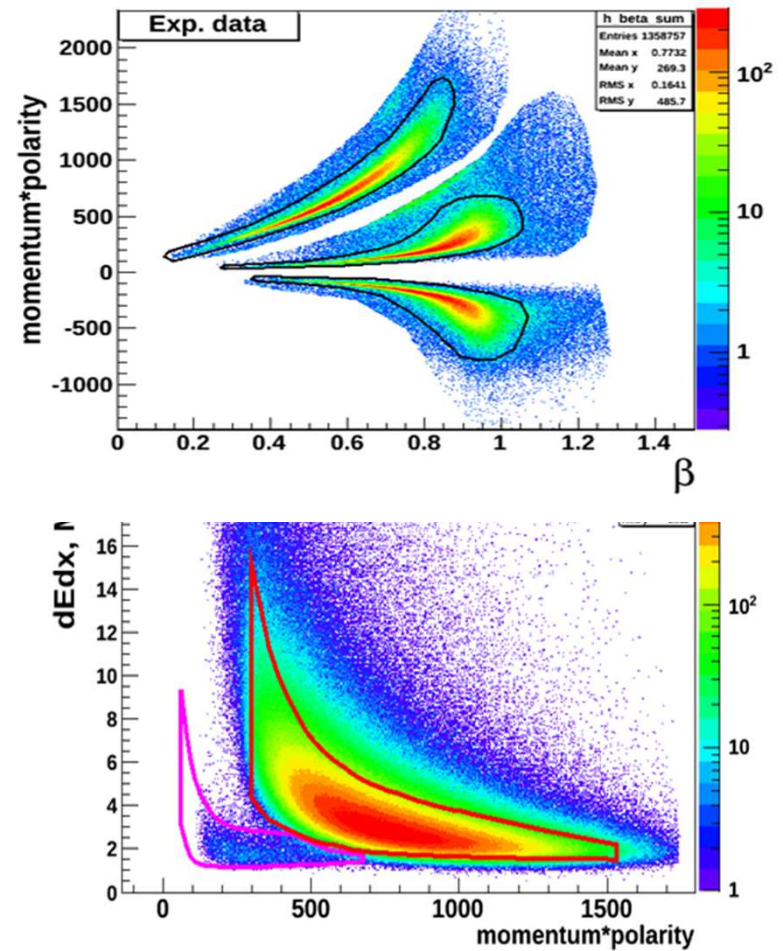 Exp. data
h beta sum
Entries 1358757
Mean x 0.7732
Mean y 269.3
RMS x 0.1641
RMS y 485.7
momentum*polarity
2000
1500
1000
500
0
-500
-1000
0 0.2 0.4 0.6 0.8 1 1.2 1.4
β
10²
10
1
dEdx,
16
14
12
10
8
6
4
2
0
0 500 1000 1500
momentum*polarity
10²
10
1